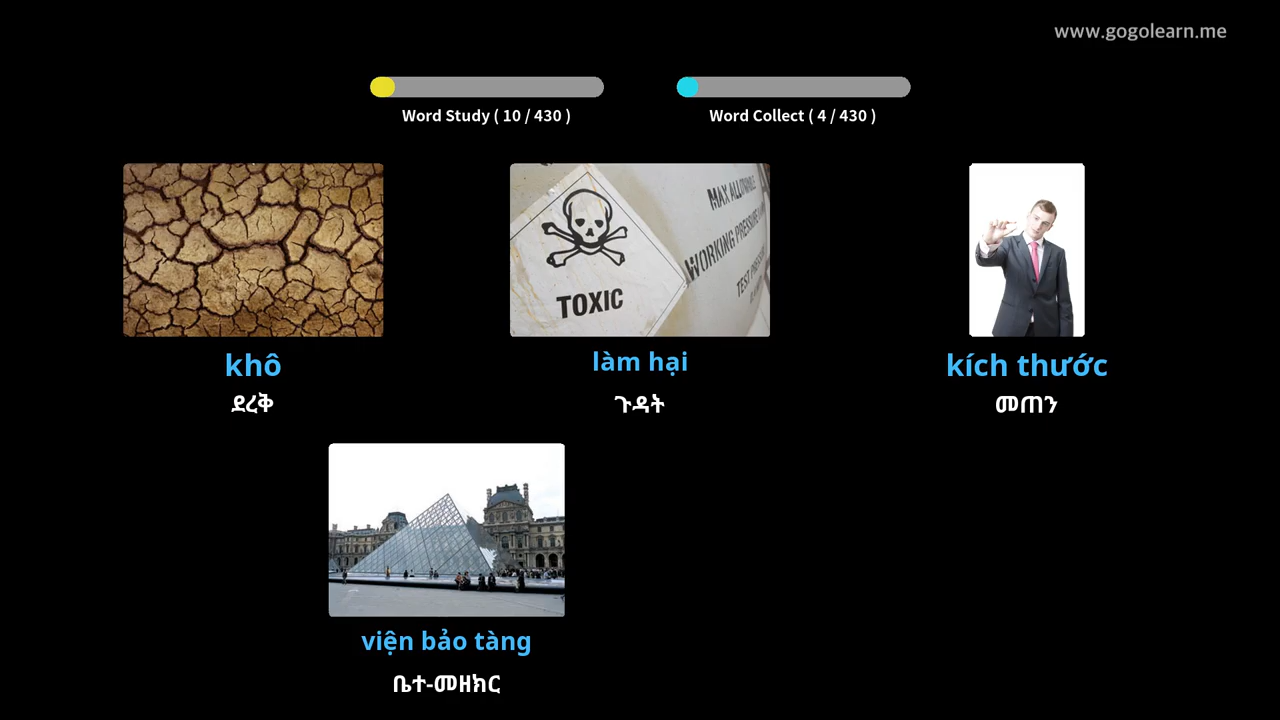 www.gogolearn.me
Word Study ( 10 / 430 )
Word Collect ( 4 / 430 )
TOXIC
MAX ALLOWABLE
WORKING PRESSURE
TEST PRESSURE
khô
làm hại
kích thước
ደረቅ
ጉዳት
መጠን
viện bảo tàng
ቤተ-መዘክር